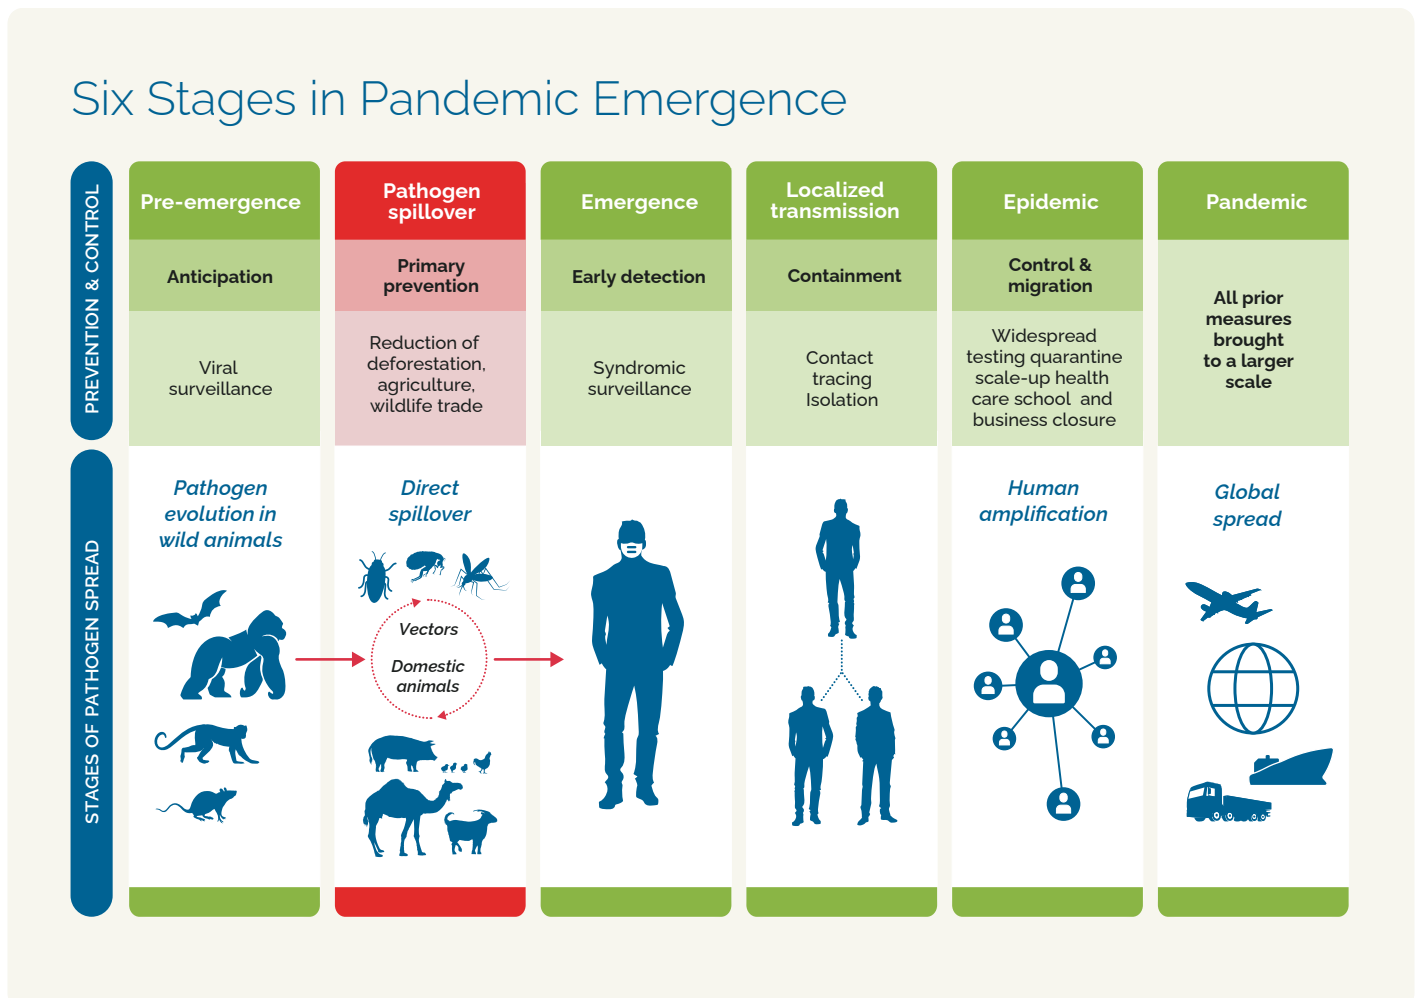 Six Stages in Pandemic Emergence
PREVENTION & CONTROL
Pre-emergence
Anticipation
Viral
surveillance
Pathogen
spillover
Primary
prevention
Reduction of
deforestation,
agriculture,
wildlife trade
Emergence
Early detection
Syndromic
surveillance
Localized
transmission
Containment
Contact
tracing
Isolation
Epidemic
Control &
migration
Widespread
testing quarantine
scale-up health
care school and
business closure
Pandemic
All prior
measures
brought
to a larger
scale
STAGES OF PATHOGEN SPREAD
Pathogen
evolution in
wild animals
Direct
spillover
Vectors
Domestic
animals
Human
amplification
Global
spread